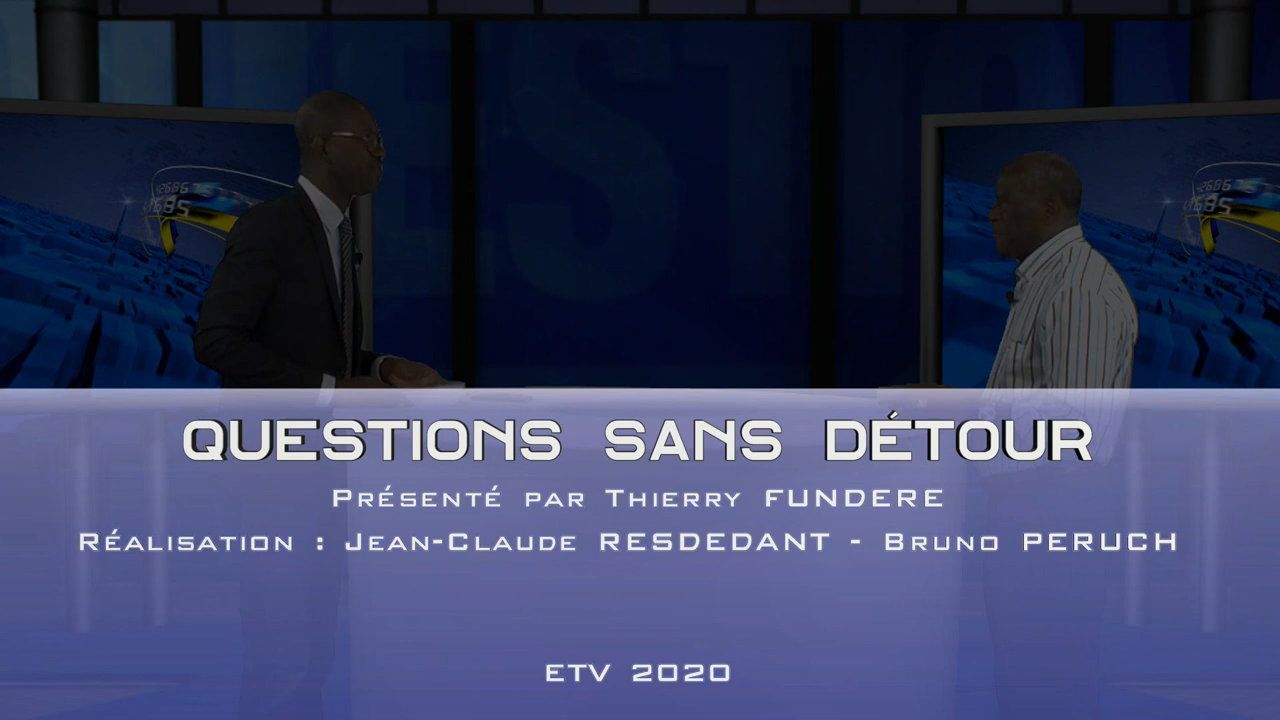 QUESTIONS SANS DÉTOUR
Présenté par Thierry FUNDERE
Réalisation : Jean-Claude RESDEDANT - Bruno PERUCH
ETV 2020